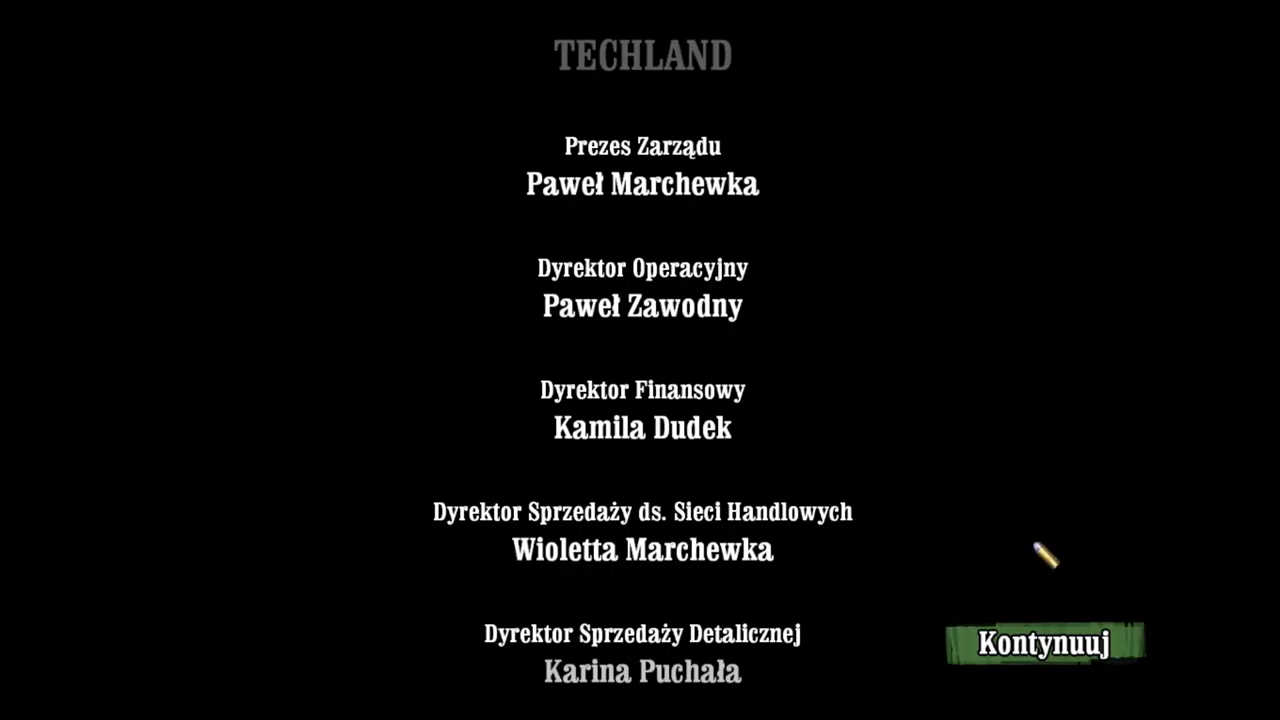 TECHLAND
Prezes Zarządu
Paweł Marchewka
Dyrektor Operacyjny
Paweł Zawodny
Dyrektor Finansowy
Kamila Dudek
Dyrektor Sprzedaży ds. Sieci Handlowych
Wioletta Marchewka
Dyrektor Sprzedaży Detalicznej
Karina Puchała
Kontynuuj